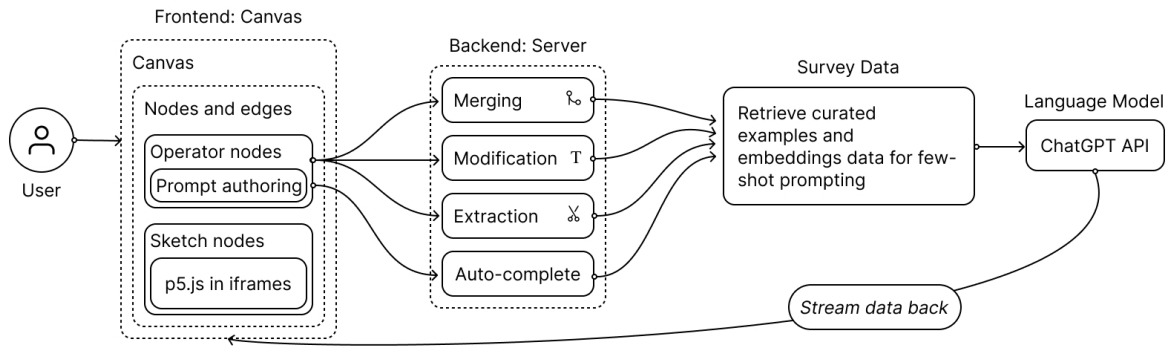 Frontend: Canvas
Canvas
Nodes and edges
Operator nodes
Prompt authoring
Sketch nodes
p5.js in iframes
User
Backend: Server
Merging
Modification T
Extraction
Auto-complete
Survey Data
Retrieve curated
examples and
embeddings data for few-
shot prompting
Language Model
ChatGPT API
Stream data back